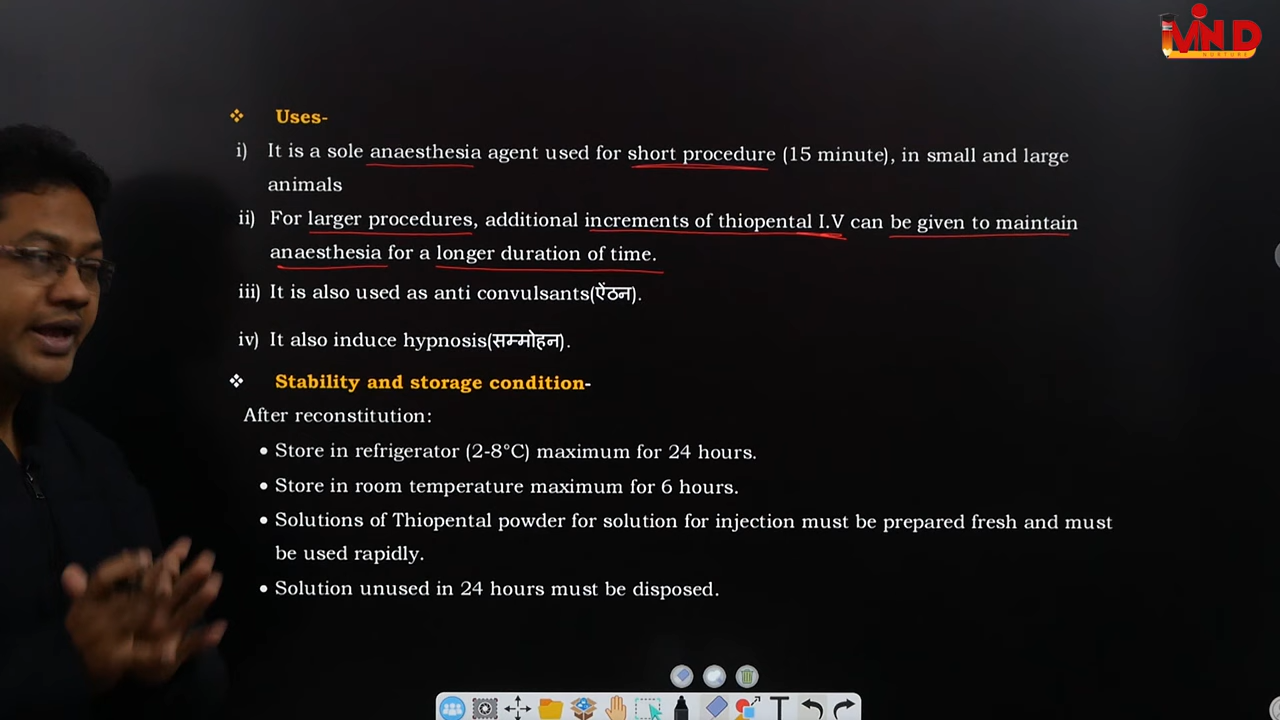 MIND
NURTURE
❖ Uses-
i) It is a sole anaesthesia agent used for short procedure (15 minute), in small and large
animals
ii) For larger procedures, additional increments of thiopental I.V can be given to maintain
anaesthesia for a longer duration of time.
iii) It is also used as anti convulsants(ऐंठन).
iv) It also induce hypnosis(सम्मोहन).
❖ Stability and storage condition-
After reconstitution:
• Store in refrigerator (2-8°C) maximum for 24 hours.
• Store in room temperature maximum for 6 hours.
• Solutions of Thiopental powder for solution for injection must be prepared fresh and must
be used rapidly.
• Solution unused in 24 hours must be disposed.